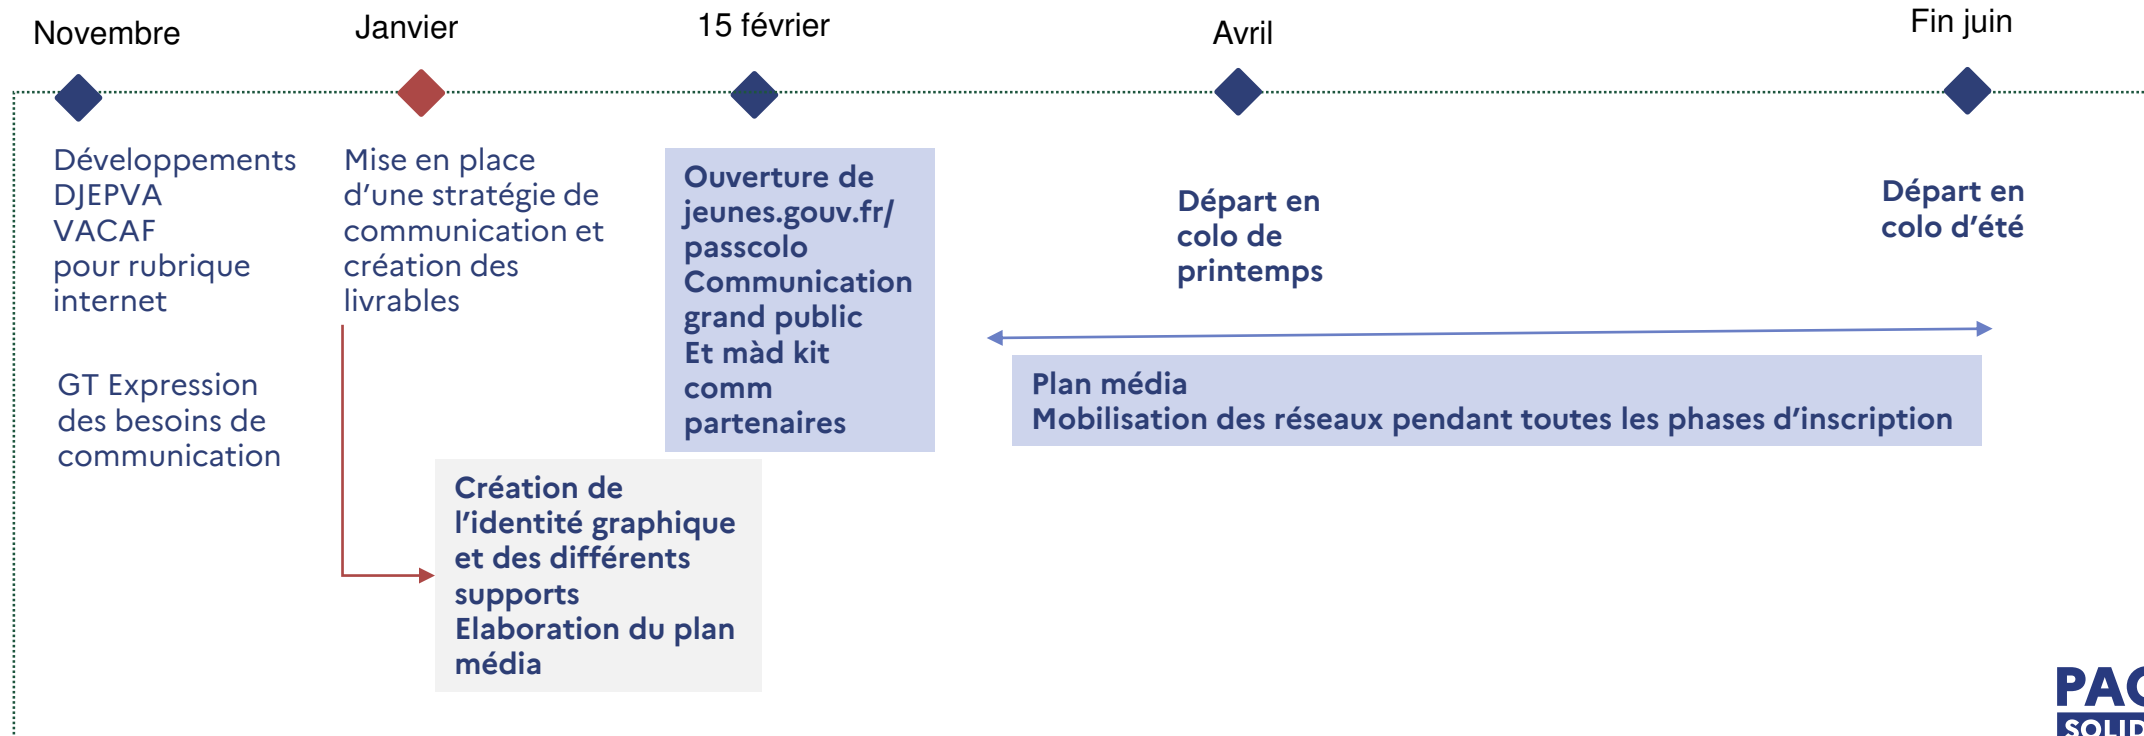 Novembre
Janvier
15 février
Avril
Fin juin
Développements
DJEPVA
VACAF
pour rubrique
internet
GT Expression
des besoins de
communication
Mise en place
d’une stratégie de
communication et
création des
livrables
Création de
l’identité graphique
et des différents
supports
Elaboration du plan
média
Ouverture de
jeunes.gouv.fr/
passcolo
Communication
grand public
Et màd kit
comm
partenaires
Départ en
colo de
printemps
Départ en
colo d’été
Plan média
Mobilisation des réseaux pendant toutes les phases d’inscription